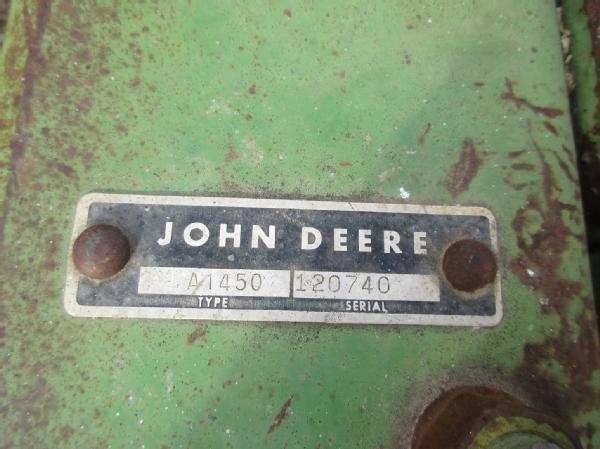 JOHN DEERE
A1450 120740
TYPE SERIAL